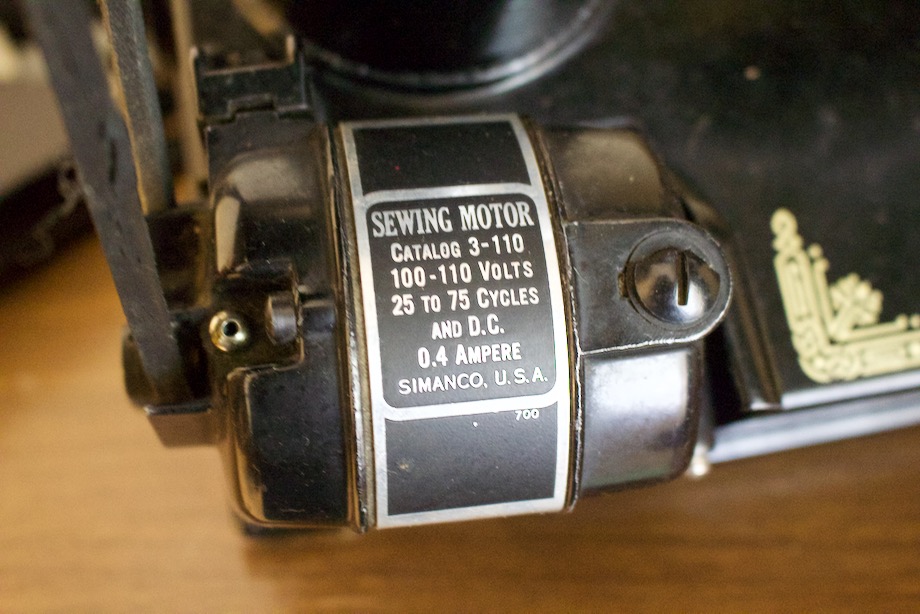 SEWING MOTOR
CATALOG 3-110
100-110 VOLTS
25 TO 75 CYCLES
AND D.C.
0.4 AMPERE
SIMANCO, U.S.A.
700